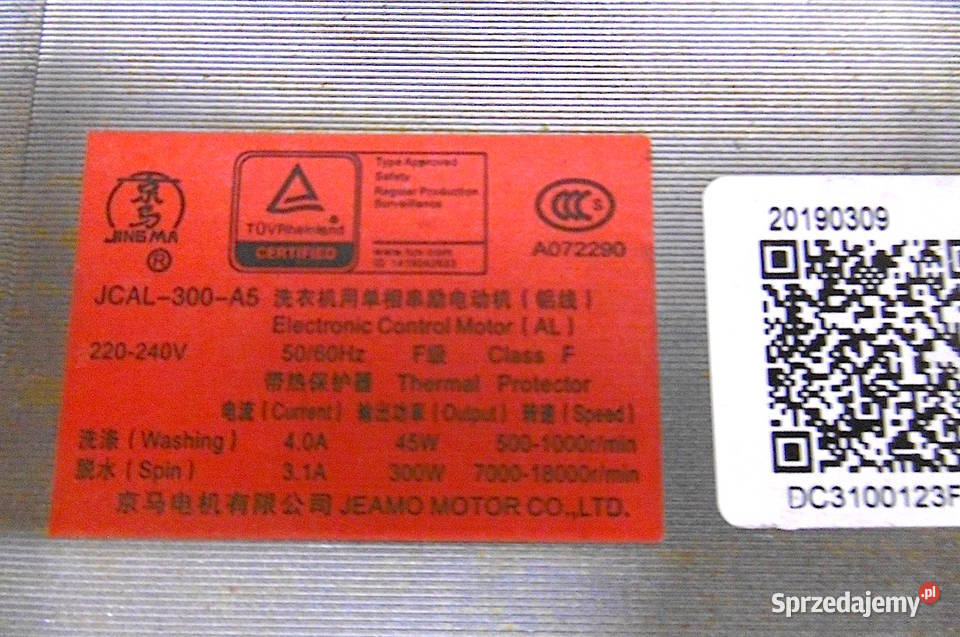 京马
JINGMA
®
TÜVRheinland
CERTIFIED
Type Approved
Safety
Regular Production
Surveillance
www.tuv.com
CCC S
A072290
JCAL-300-A5 洗衣机用单相串励电动机(铝线)
Electronic Control Motor (AL)
220-240V 50/60Hz F级 Class F
带热保护器 Thermal Protector
电流(Current) 输出功率(Output) 转速(Speed)
洗涤(Washing) 4.0A 45W 500-1000r/min
脱水(Spin) 3.1A 300W 7000-18000r/min
京马电机有限公司 JEAMO MOTOR CO.,LTD.
20190309
DC3100123F
Sprzedajemy.pl